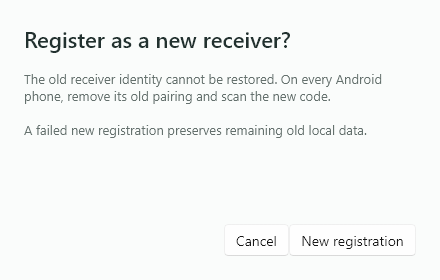 Register as a new receiver?
The old receiver identity cannot be restored. On every Android
phone, remove its old pairing and scan the new code.
A failed new registration preserves remaining old local data.
Cancel
New registration